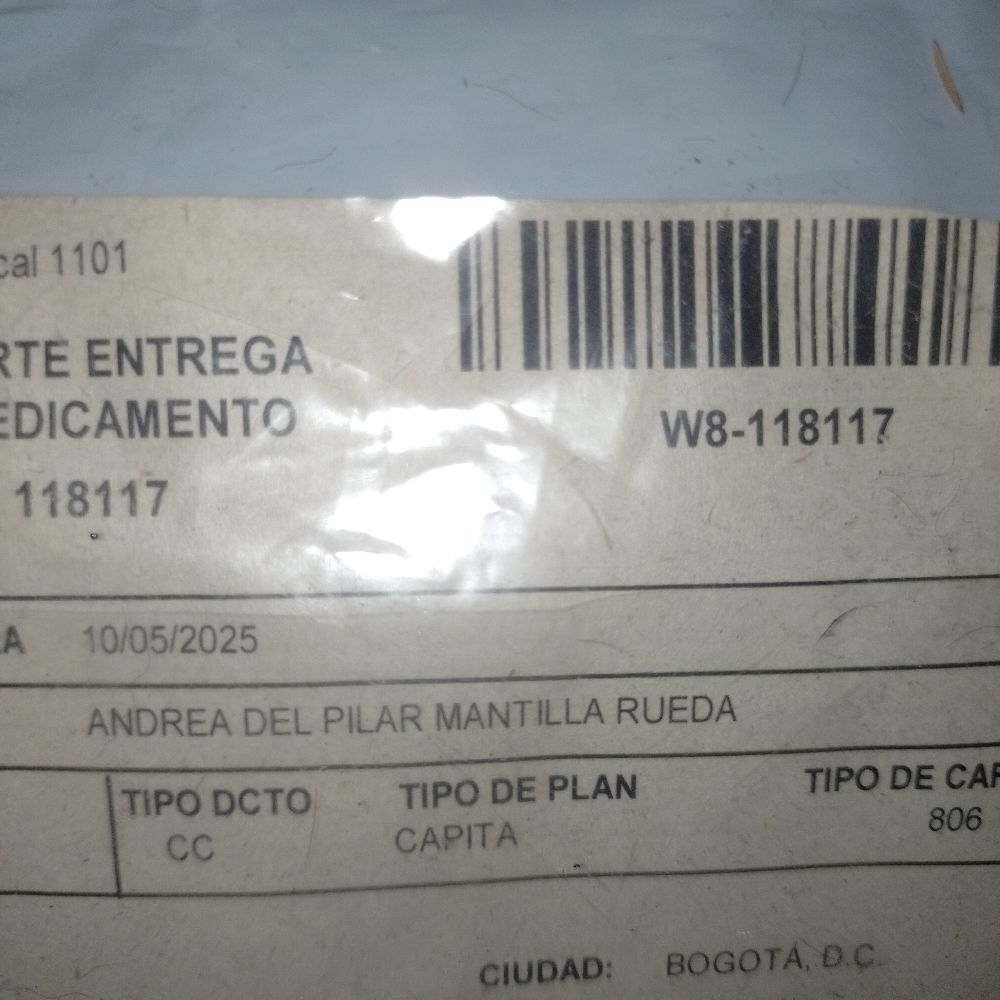 cal 1101
RTE ENTREGA
EDICAMENTO
W8-118117
118117
A 10/05/2025
ANDREA DEL PILAR MANTILLA RUEDA
TIPO DCTO TIPO DE PLAN TIPO DE CAR
CC CAPITA 806
CIUDAD: BOGOTÁ, D.C.